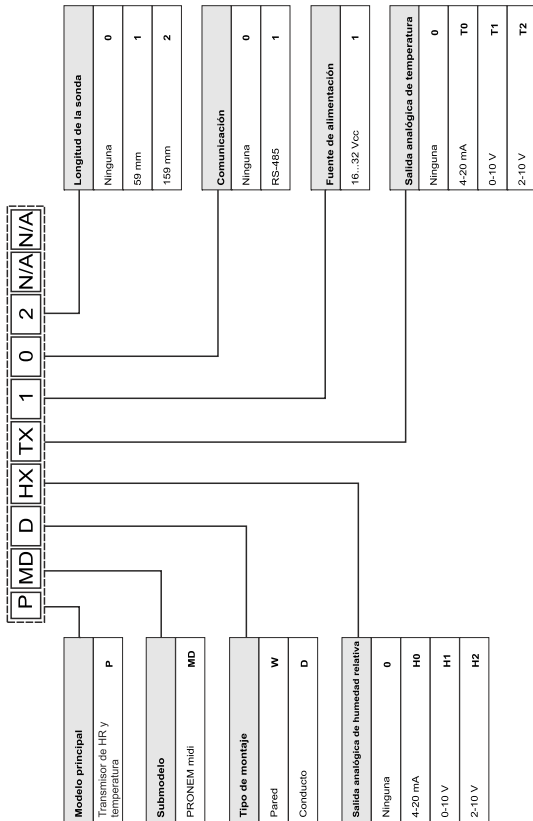 P MD D HX TX 1 0 2 N/A N/A
Modelo principal
Transmisor de HR y P
temperatura
Submodelo
PRONEM midi MD
Tipo de montaje
Pared W
Conducto D
Salida analógica de humedad relativa
Ninguna 0
4-20 mA H0
0-10 V H1
2-10 V H2
Longitud de la sonda
Ninguna 0
59 mm 1
159 mm 2
Comunicación
Ninguna 0
RS-485 1
Fuente de alimentación
16...32 Vcc 1
Salida analógica de temperatura
Ninguna 0
4-20 mA T0
0-10 V T1
2-10 V T2